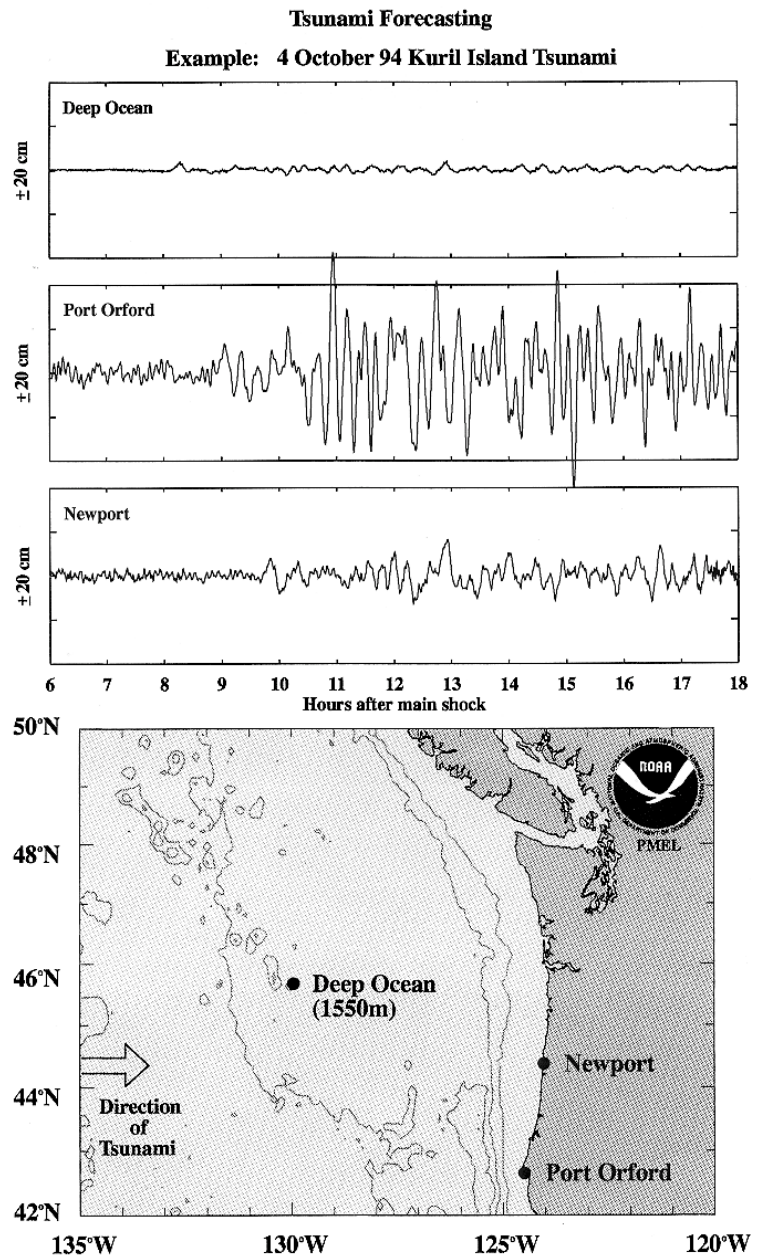 Tsunami Forecasting
Example: 4 October 94 Kuril Island Tsunami
Deep Ocean
± 20 cm
Port Orford
± 20 cm
Newport
± 20 cm
6 7 8 9 10 11 12 13 14 15 16 17 18
Hours after main shock
50°N
NOAA
PMEL
48°N
46°N
Deep Ocean
(1550m)
Newport
44°N
Direction
of
Tsunami
Port Orford
42°N
135°W 130°W 125°W 120°W